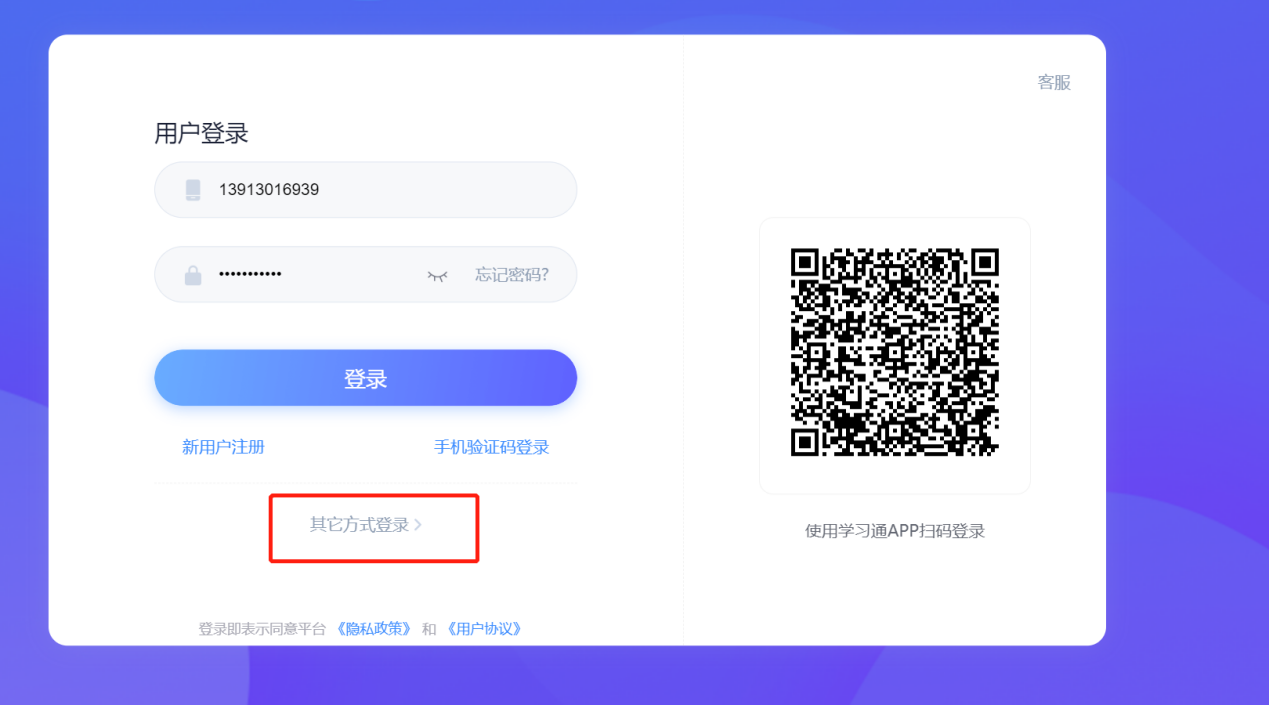 客服
用户登录
13913016939
••••••••••• 忘记密码?
登录
新用户注册 手机验证码登录
其它方式登录 >
使用学习通APP扫码登录
登录即表示同意平台 《隐私政策》 和 《用户协议》